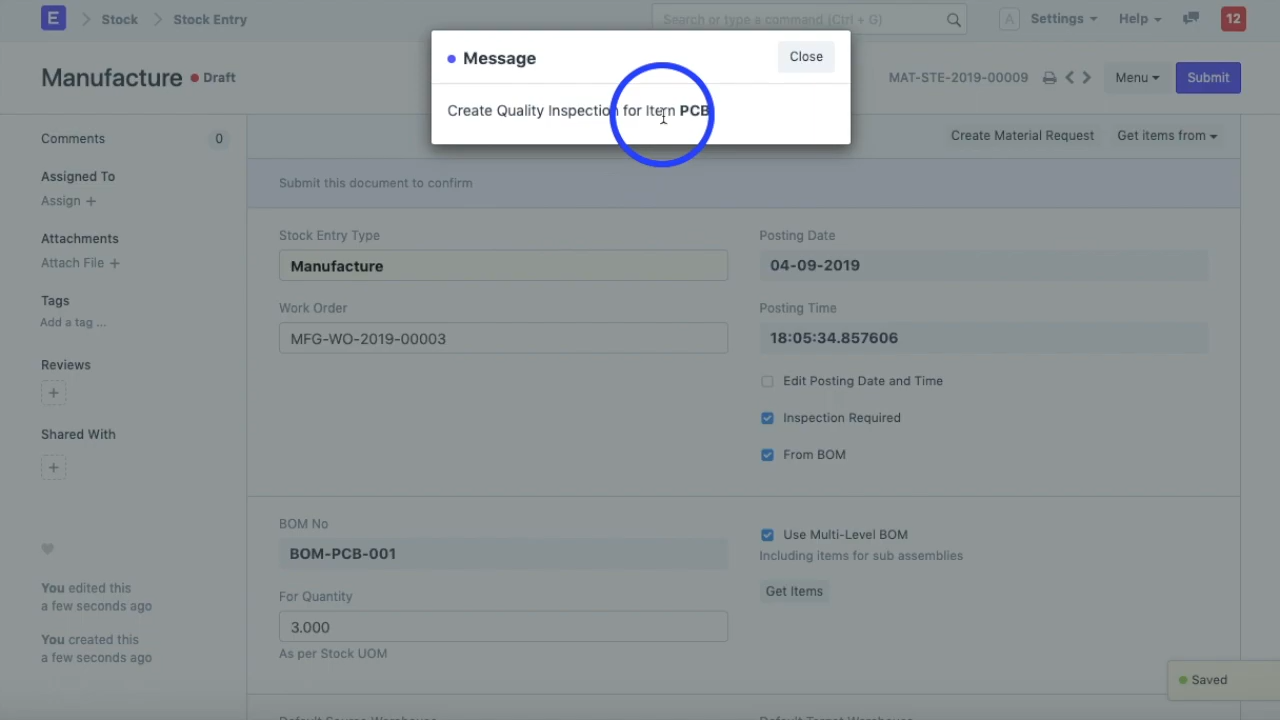 E Stock Stock Entry
Search or type a command (Ctrl + G)
A Settings Help 12
Message Close
Create Quality Inspection for Item PCB
Manufacture Draft
MAT-STE-2019-00009 Menu Submit
Comments 0
Assigned To
Assign +
Attachments
Attach File +
Tags
Add a tag ...
Reviews
+
Shared With
+
You edited this
a few seconds ago
You created this
a few seconds ago
Create Material Request Get items from
Submit this document to confirm
Stock Entry Type
Manufacture
Work Order
MFG-WO-2019-00003
Posting Date
04-09-2019
Posting Time
18:05:34.857606
Edit Posting Date and Time
Inspection Required
From BOM
BOM No
BOM-PCB-001
For Quantity
3.000
As per Stock UOM
Use Multi-Level BOM
Including items for sub assemblies
Get Items
Default Source Warehouse
Default Target Warehouse
Saved